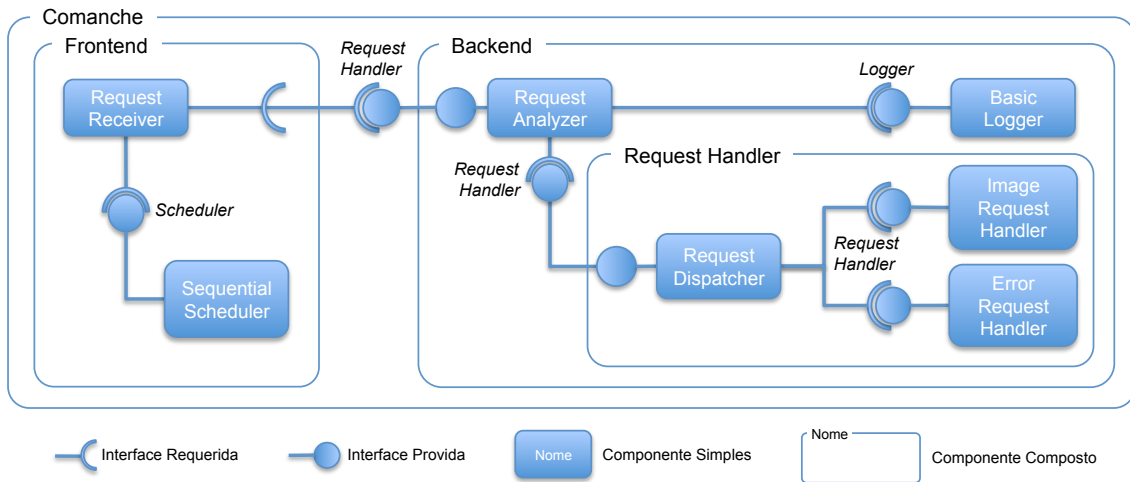 Comanche
Frontend
Request
Handler
Backend
Request
Receiver
Request
Analyzer
Logger
Basic
Logger
Scheduler
Request
Handler
Request Handler
Sequential
Scheduler
Request
Dispatcher
Request
Handler
Image
Request
Handler
Error
Request
Handler
Interface Requerida
Interface Provida
Nome
Componente Simples
Nome
Componente Composto